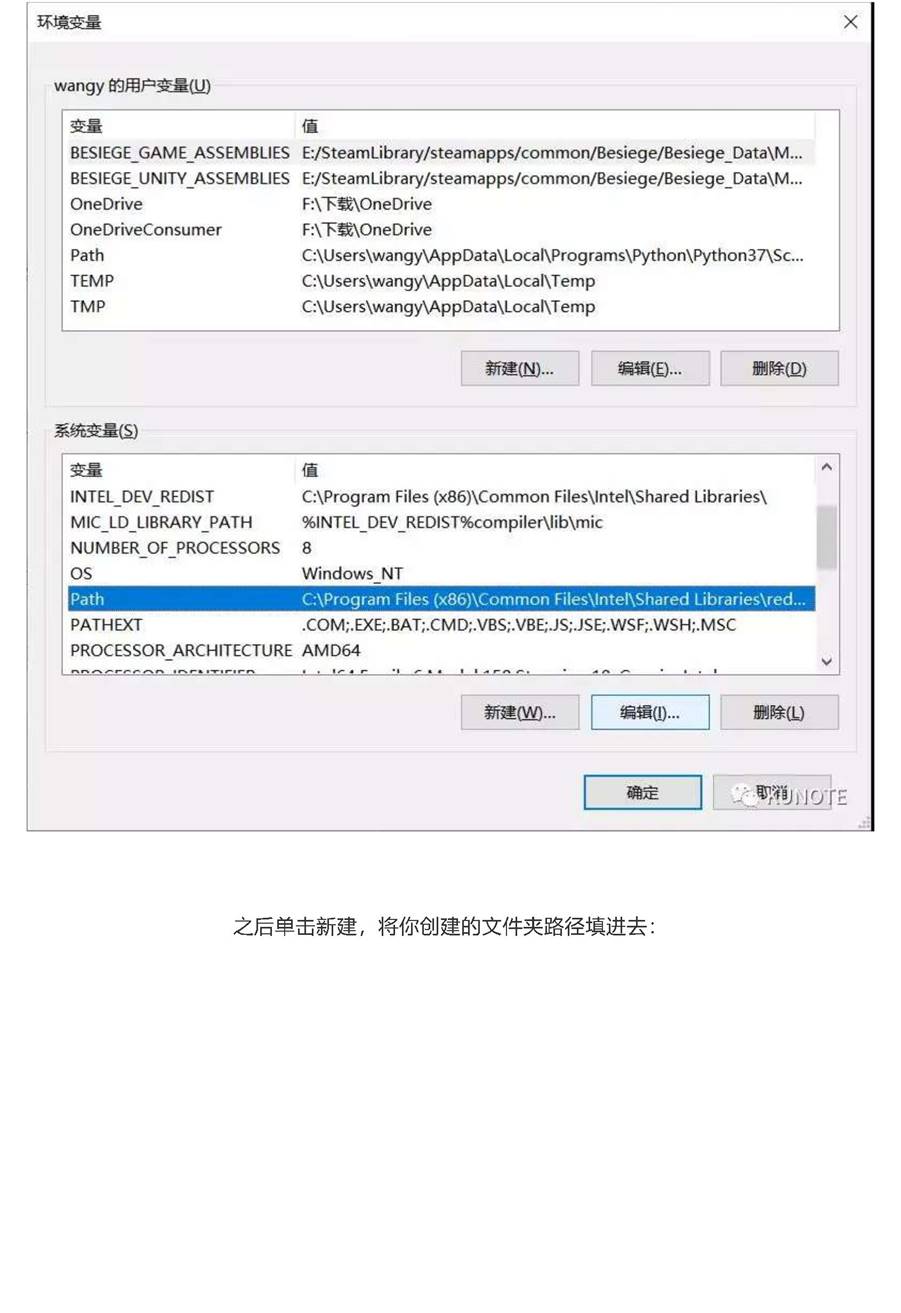 环境变量
wangy 的用户变量(U)
变量 值
BESIEGE_GAME_ASSEMBLIES E:/SteamLibrary/steamapps/common/Besiege/Besiege_Data\M...
BESIEGE_UNITY_ASSEMBLIES E:/SteamLibrary/steamapps/common/Besiege/Besiege_Data\M...
OneDrive F:\下载\OneDrive
OneDriveConsumer F:\下载\OneDrive
Path C:\Users\wangy\AppData\Local\Programs\Python\Python37\Sc...
TEMP C:\Users\wangy\AppData\Local\Temp
TMP C:\Users\wangy\AppData\Local\Temp
新建(N)... 编辑(E)... 删除(D)
系统变量(S)
变量 值
INTEL_DEV_REDIST C:\Program Files (x86)\Common Files\Intel\Shared Libraries\
MIC_LD_LIBRARY_PATH %INTEL_DEV_REDIST%compiler\lib\mic
NUMBER_OF_PROCESSORS 8
OS Windows_NT
Path C:\Program Files (x86)\Common Files\Intel\Shared Libraries\red...
PATHEXT .COM;.EXE;.BAT;.CMD;.VBS;.VBE;.JS;.JSE;.WSF;.WSH;.MSC
PROCESSOR_ARCHITECTURE AMD64
新建(W)... 编辑(I)... 删除(L)
确定 取消
KUNOTE
之后单击新建，将你创建的文件夹路径填进去：